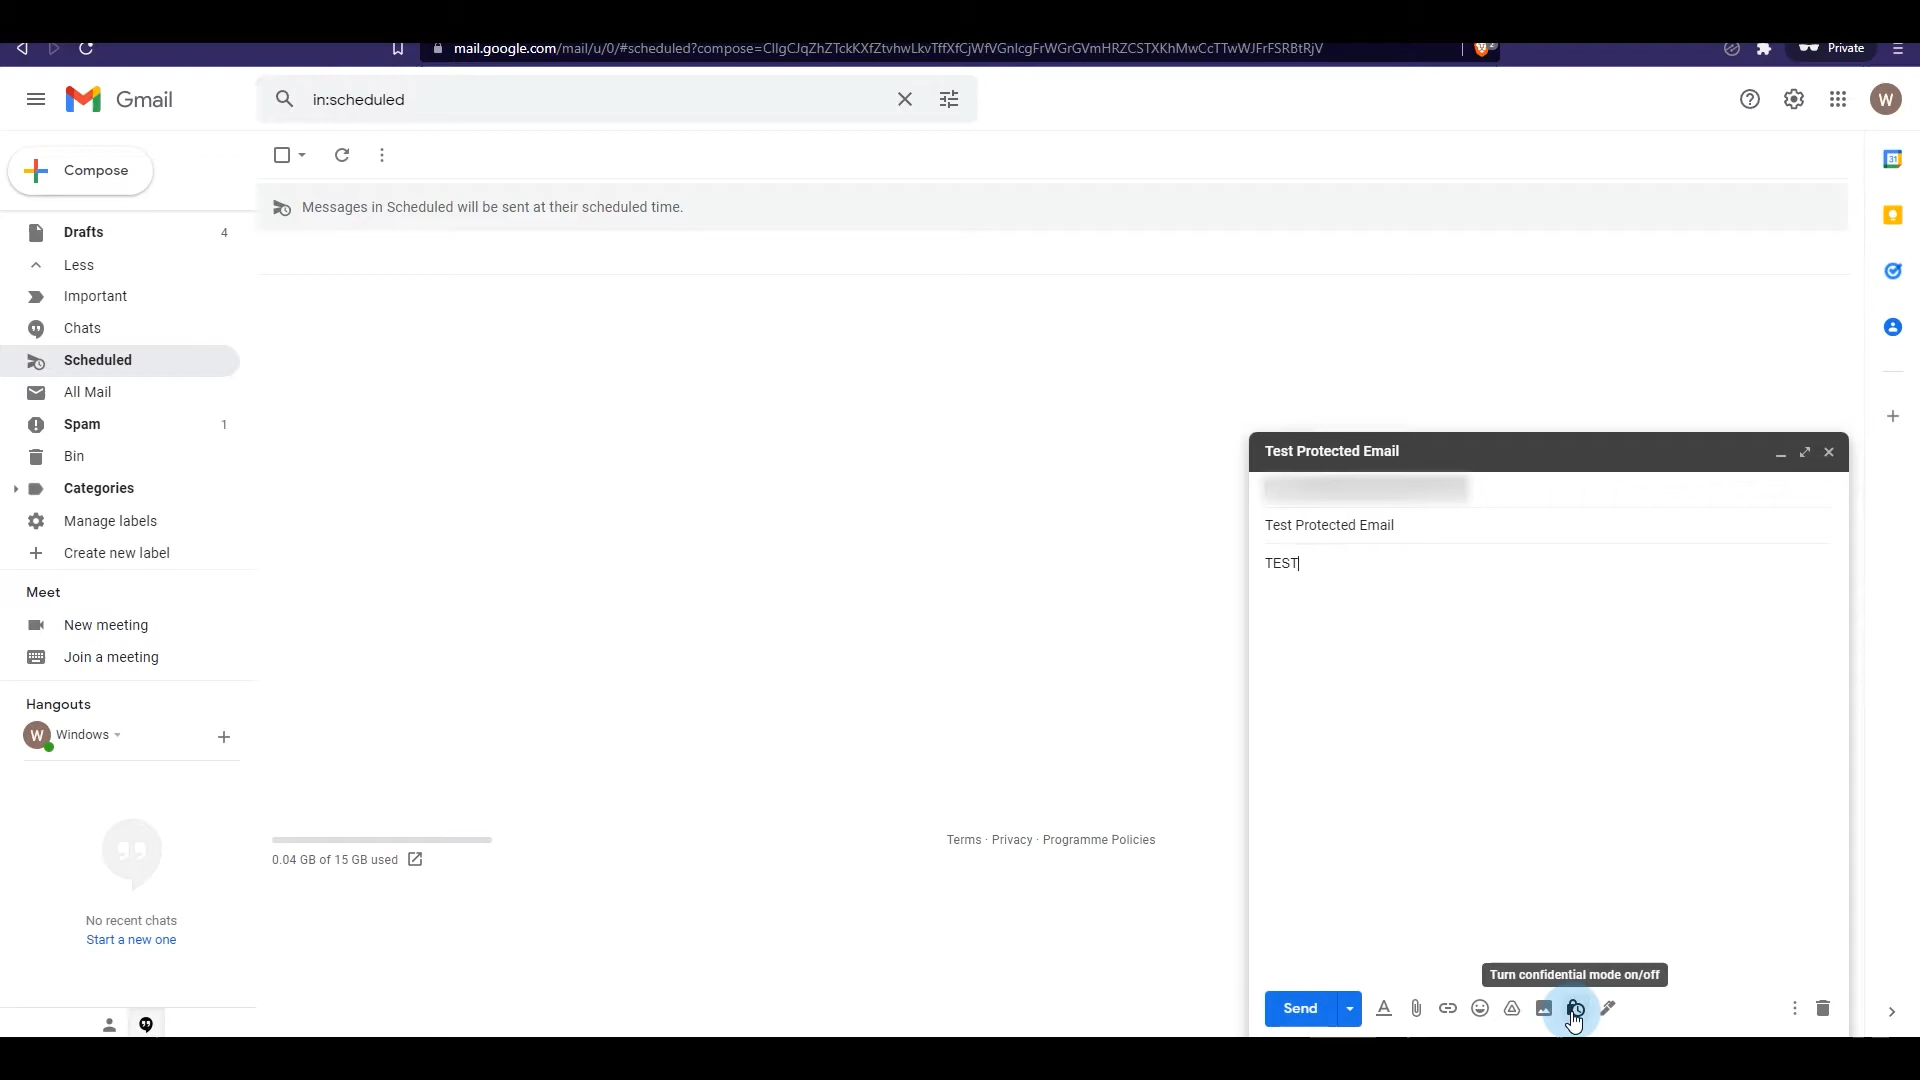 mail.google.com/mail/u/0/#scheduled?compose=CllgCJqZhZTckKXfZtvhwLkvTffXfCjWfVGnlcgFrWGrGVmHRZCSTXKhMwCcTTwWJFrFSRBtRjV
2
Private
Gmail
in:scheduled
W
Compose
31
Messages in Scheduled will be sent at their scheduled time.
Drafts 4
Less
Important
Chats
Scheduled
All Mail
Spam 1
Bin
Categories
Manage labels
Create new label
Meet
New meeting
Join a meeting
Hangouts
W Windows
No recent chats
Start a new one
0.04 GB of 15 GB used
Terms · Privacy · Programme Policies
Test Protected Email
Test Protected Email
TEST
Turn confidential mode on/off
Send